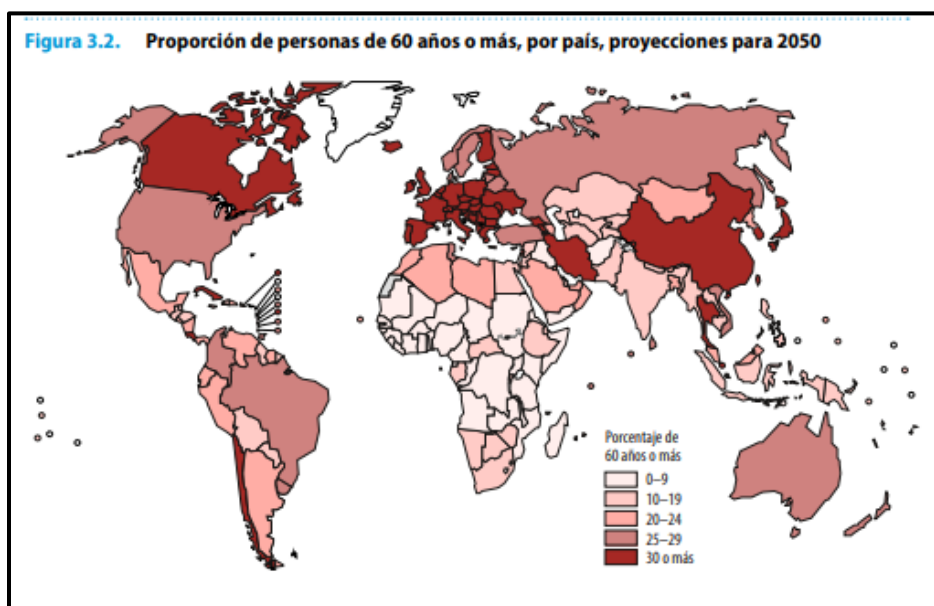 Figura 3.2. Proporción de personas de 60 años o más, por país, proyecciones para 2050
Porcentaje de
60 años o más
0–9
10–19
20–24
25–29
30 o más